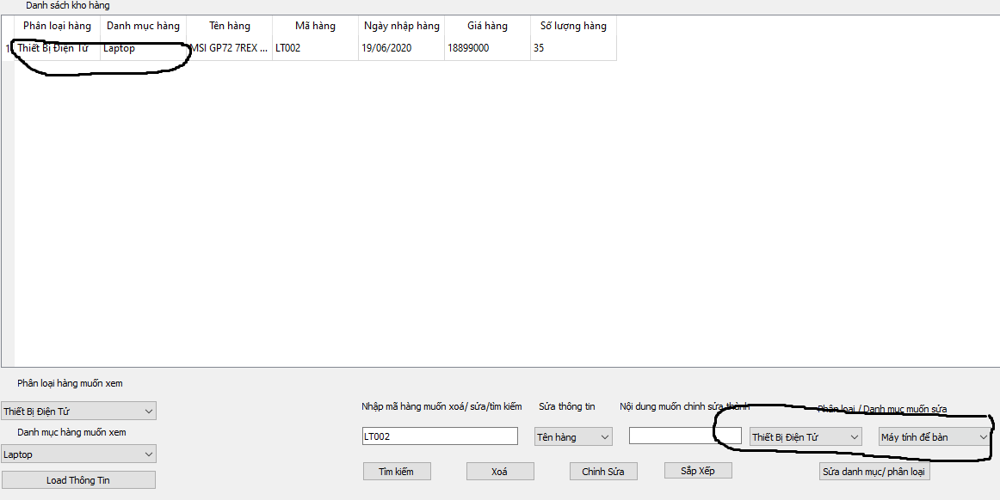 Danh sách kho hàng
Phân loại hàng Danh mục hàng Tên hàng Mã hàng Ngày nhập hàng Giá hàng Số lượng hàng
1 Thiết Bị Điện Tử Laptop MSI GP72 7REX ... LT002 19/06/2020 18899000 35
Phân loại hàng muốn xem
Thiết Bị Điện Tử
Danh mục hàng muốn xem
Laptop
Load Thông Tin
Nhập mã hàng muốn xoá/ sửa/tìm kiếm Sửa thông tin Nội dung muốn chỉnh sửa thành Phân loại / Danh mục muốn sửa
LT002 Tên hàng Thiết Bị Điện Tử Máy tính để bàn
Tìm kiếm Xoá Chỉnh Sửa Sắp Xếp Sửa danh mục/ phân loại